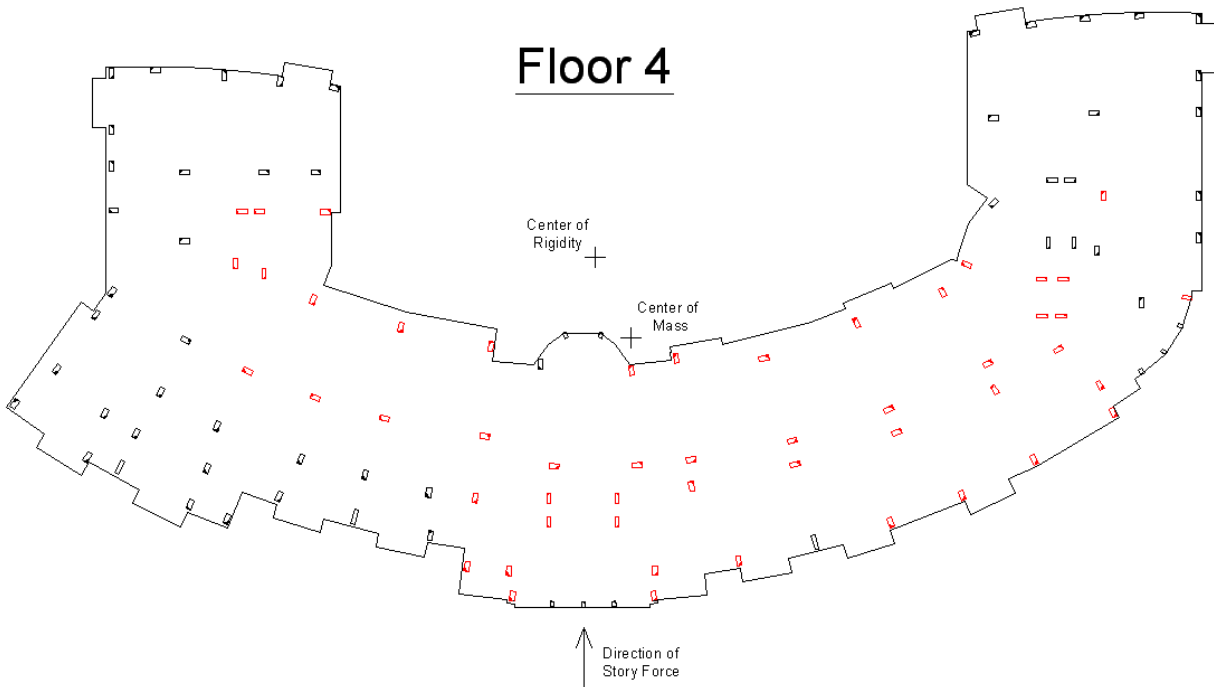 Floor 4
Center of
Rigidity
Center of
Mass
Direction of
Story Force